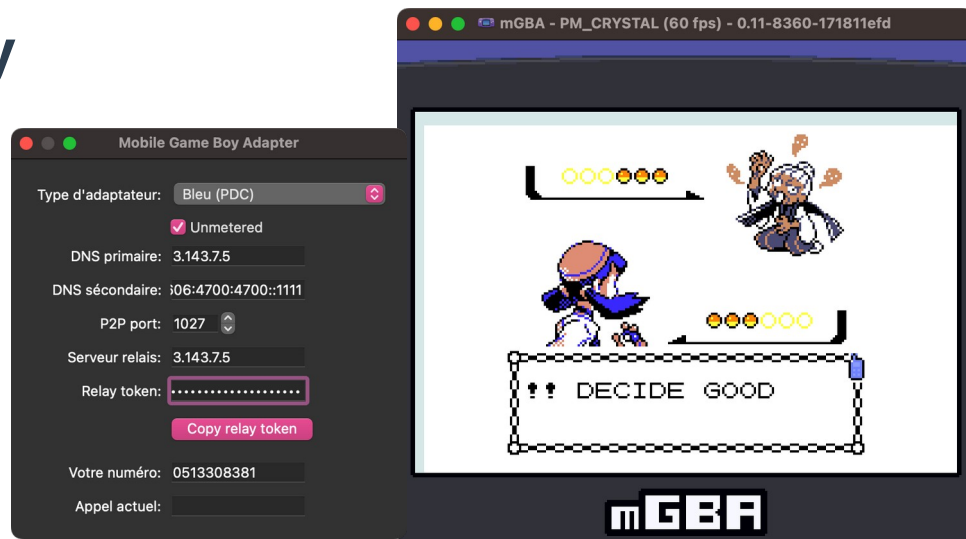 y
mGBA - PM_CRYSTAL (60 fps) - 0.11-8360-171811efd
Mobile Game Boy Adapter
Type d'adaptateur: Bleu (PDC)
Unmetered
DNS primaire: 3.143.7.5
DNS sécondaire: 606:4700:4700::1111
P2P port: 1027
Serveur relais: 3.143.7.5
Relay token: ••••••••••••••••••••
Copy relay token
Votre numéro: 0513308381
Appel actuel:
!! DECIDE GOOD
mGBA